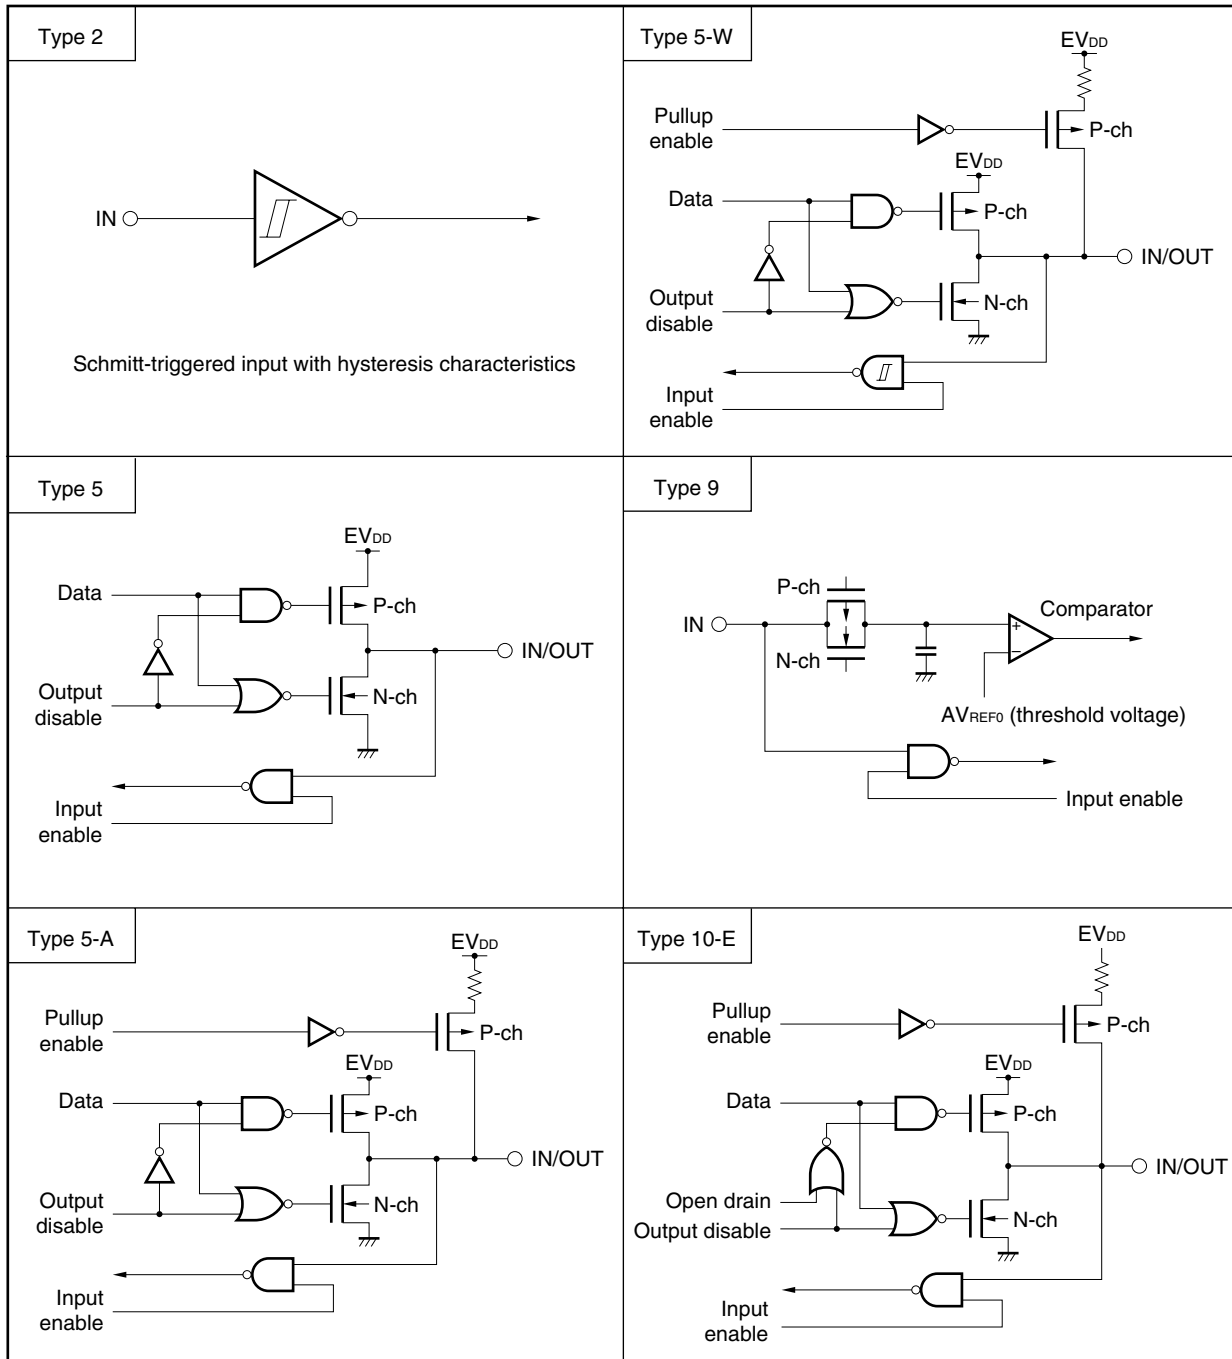 Type 2
IN
Schmitt-triggered input with hysteresis characteristics
Type 5-W
EVDD
Pullup
enable
P-ch
EVDD
Data
P-ch
IN/OUT
Output
disable
N-ch
Input
enable
Type 5
EVDD
Data
P-ch
IN/OUT
Output
disable
N-ch
Input
enable
Type 9
P-ch
Comparator
IN
+
−
N-ch
AVREF0 (threshold voltage)
Input enable
Type 5-A
EVDD
Pullup
enable
P-ch
EVDD
Data
P-ch
IN/OUT
Output
disable
N-ch
Input
enable
Type 10-E
EVDD
Pullup
enable
P-ch
EVDD
Data
P-ch
IN/OUT
Open drain
Output disable
N-ch
Input
enable